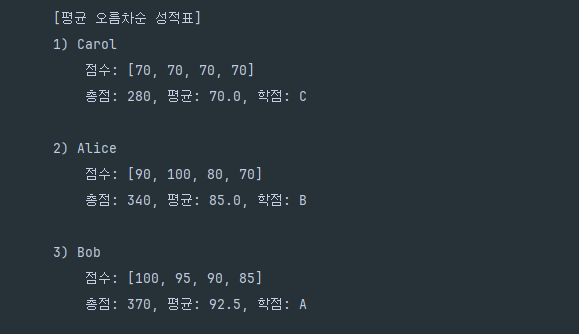 [평균 오름차순 성적표]
1) Carol
점수: [70, 70, 70, 70]
총점: 280, 평균: 70.0, 학점: C
2) Alice
점수: [90, 100, 80, 70]
총점: 340, 평균: 85.0, 학점: B
3) Bob
점수: [100, 95, 90, 85]
총점: 370, 평균: 92.5, 학점: A